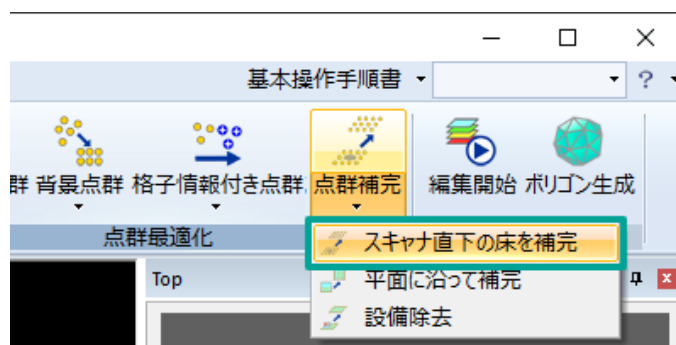 基本操作手順書
?
群 背景点群 格子情報付き点群 点群補完 編集開始 ポリゴン生成
点群最適化
スキャナ直下の床を補完
Top
平面に沿って補完
設備除去